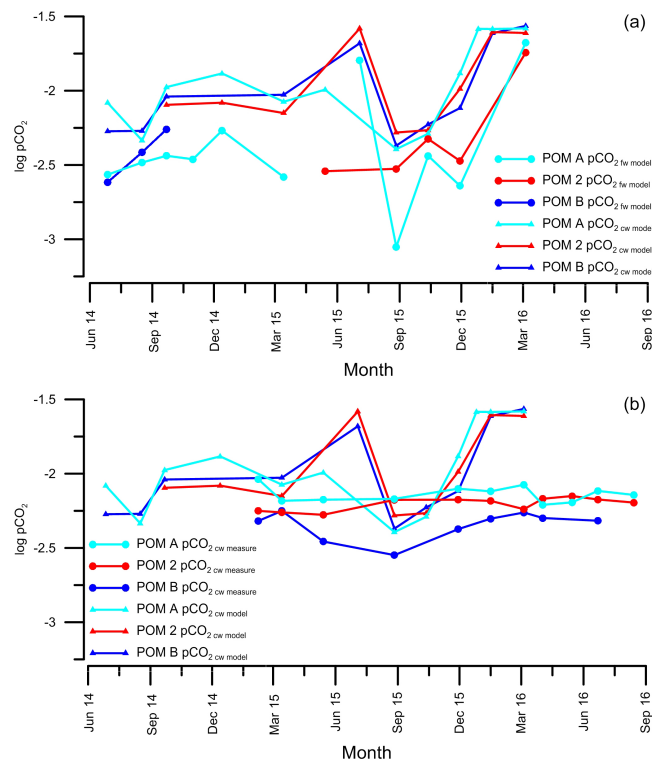 (a)
-1.5
-2
-2.5
-3
log pCO2
POM A pCO2 fw model
POM 2 pCO2 fw model
POM B pCO2 fw model
POM A pCO2 cw mode
POM 2 pCO2 cw model
POM B pCO2 cw mode
Jun 14
Sep 14
Dec 14
Mar 15
Jun 15
Sep 15
Dec 15
Mar 16
Jun 16
Sep 16
Month
(b)
-1.5
-2
-2.5
-3
log pCO2
POM A pCO2 cw measure
POM 2 pCO2 cw measure
POM B pCO2 cw measure
POM A pCO2 cw model
POM 2 pCO2 cw model
POM B pCO2 cw model
Jun 14
Sep 14
Dec 14
Mar 15
Jun 15
Sep 15
Dec 15
Mar 16
Jun 16
Sep 16
Month